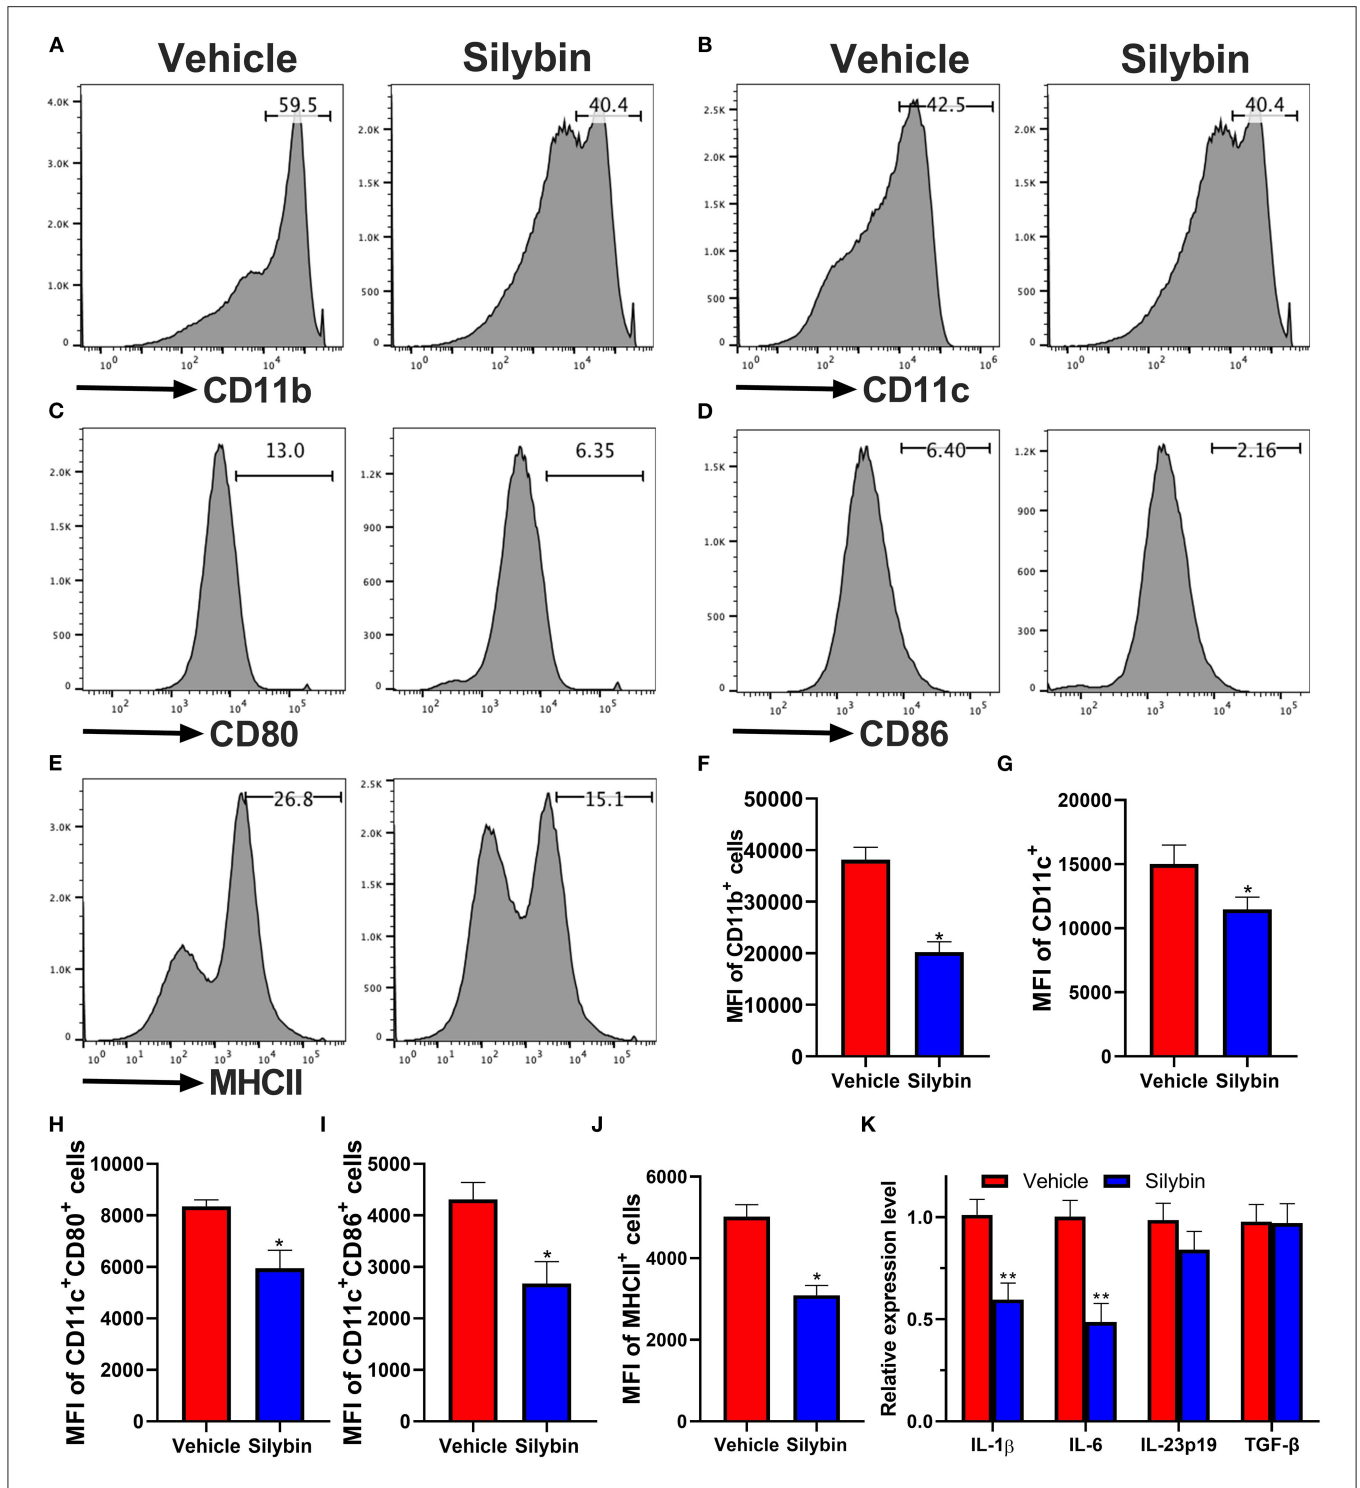 A
Vehicle
Silybin
59.5
4.0K
3.0K
2.0K
1.0K
0
10^0
10^2
10^4
40.4
2.0K
1.5K
1.0K
500
0
10^0
10^2
10^4
CD11b
B
Vehicle
Silybin
42.5
2.5K
2.0K
1.5K
1.0K
500
0
10^0
10^2
10^4
10^6
40.4
2.0K
1.5K
1.0K
500
0
10^0
10^2
10^4
CD11c
C
13.0
2.0K
1.5K
1.0K
500
0
10^2
10^3
10^4
10^5
6.35
1.2K
900
600
300
0
10^2
10^3
10^4
10^5
CD80
D
6.40
1.5K
1.0K
500
0
10^2
10^3
10^4
10^5
2.16
1.2K
900
600
300
0
10^2
10^3
10^4
10^5
CD86
E
26.8
3.0K
2.0K
1.0K
0
10^0
10^1
10^2
10^3
10^4
10^5
15.1
2.5K
2.0K
1.5K
1.0K
500
0
10^0
10^1
10^2
10^3
10^4
10^5
MHCII
F
MFI of CD11b+ cells
50000
40000
30000
20000
10000
0
*
Vehicle Silybin
G
MFI of CD11c+
20000
15000
10000
5000
0
*
Vehicle Silybin
H
MFI of CD11c+CD80+ cells
10000
8000
6000
4000
2000
0
*
Vehicle Silybin
I
MFI of CD11c+CD86+ cells
5000
4000
3000
2000
1000
0
*
Vehicle Silybin
J
MFI of MHCII+ cells
6000
4000
2000
0
*
Vehicle Silybin
K
Relative expression level
Vehicle Silybin
1.0
0.5
0.0
**
**
IL-1β IL-6 IL-23p19 TGF-β